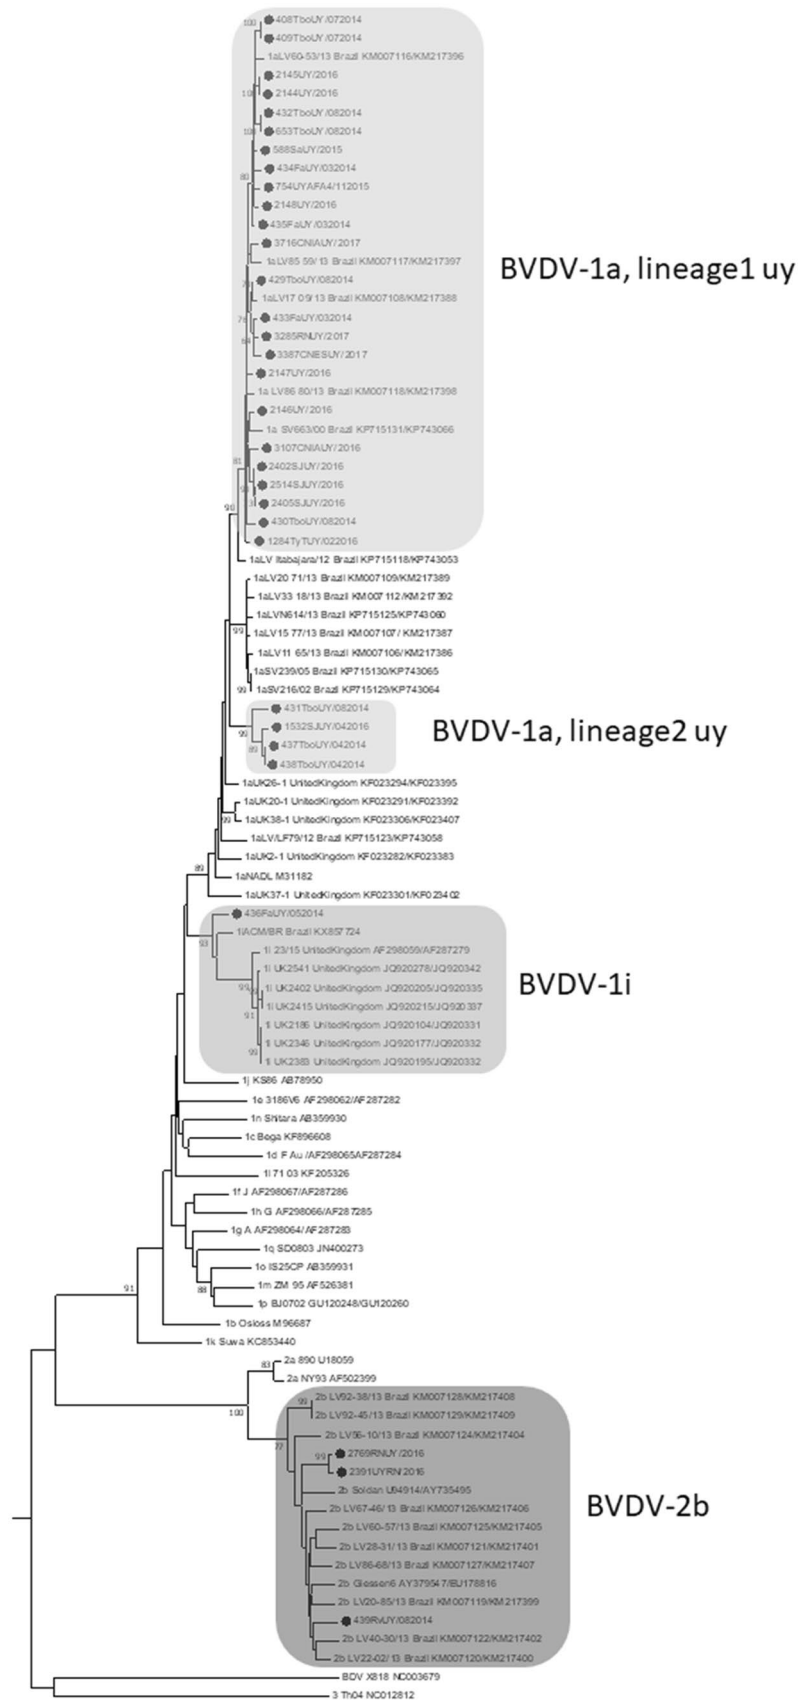 408TboUY/072014
409TboUY/072014
1aLV60-53/13 Brazil KM007116/KM217396
2145UY/2016
2144UY/2016
432TboUY/082014
653TboUY/082014
588SaUY/2015
434FaUY/032014
754UYAFA4/112015
2148UY/2016
435FaUY/032014
3716CNIAUY/2017
1aLV85 59/13 Brazil KM007117/KM217397
BVDV-1a, lineage1 uy
429TboUY/082014
1aLV17 09/13 Brazil KM007108/KM217388
433FaUY/032014
3285RNUY/2017
3387CNESUY/2017
2147UY/2016
1a LV86 80/13 Brazil KM007118/KM217398
2146UY/2016
1a SV663/00 Brazil KP715131/KP743066
3107CNIAUY/2016
2402SJUY/2016
2514SJUY/2016
2405SJUY/2016
430TboUY/082014
1284TyTUY/022016
1aLV Itabajara/12 Brazil KP715118/KP743053
1aLV20 71/13 Brazil KM007109/KM217389
1aLV33 18/13 Brazil KM007112/KM217392
1aLVN614/13 Brazil KP715125/KP743060
1aLV15 77/13 Brazil KM007107/KM217387
1aLV11 65/13 Brazil KM007106/KM217386
1aSV239/05 Brazil KP715130/KP743065
1aSV216/02 Brazil KP715129/KP743064
431TboUY/082014
1532SJUY/042016
BVDV-1a, lineage2 uy
437TboUY/042014
438TboUY/042014
1aUK26-1 UnitedKingdom KF023294/KF023395
1aUK20-1 UnitedKingdom KF023291/KF023392
1aUK38-1 UnitedKingdom KF023306/KF023407
1aLV/LF79/12 Brazil KP715123/KP743058
1aUK2-1 UnitedKingdom KF023282/KF023383
1aNADL M31182
1aUK37-1 UnitedKingdom KF023301/KF023402
436FaUY/052014
1iACM/BR Brazil KX857724
1i 23/15 UnitedKingdom AF298059/AF287279
1i UK2541 UnitedKingdom JQ920278/JQ920342
BVDV-1i
1i UK2402 UnitedKingdom JQ920205/JQ920335
1i UK2415 UnitedKingdom JQ920215/JQ920337
1i UK2186 UnitedKingdom JQ920104/JQ920331
1i UK2346 UnitedKingdom JQ920177/JQ920332
1i UK2383 UnitedKingdom JQ920195/JQ920332
1j KS86 AB78950
1e 3186V6 AF298062/AF287282
1n Shitara AB359930
1c Bega KF896608
1d F Au /AF298065AF287284
1l 71 03 KF205326
1f J AF298067/AF287286
1h G AF298066/AF287285
1g A AF298064/AF287283
1q SD0803 JN400273
1o IS25CP AB359931
1m ZM 95 AF526381
1p BJ0702 GU120248/GU120260
1b Osloss M96687
1k Suwa KC853440
2a 890 U18059
2a NY93 AF502399
2b LV92-38/13 Brazil KM007128/KM217408
2b LV92-45/13 Brazil KM007129/KM217409
2b LV56-10/13 Brazil KM007124/KM217404
2769RNUY/2016
2391UYRN/2016
2b Soldan U94914/AY735495
2b LV67-46/13 Brazil KM007126/KM217406
BVDV-2b
2b LV60-57/13 Brazil KM007125/KM217405
2b LV28-31/13 Brazil KM007121/KM217401
2b LV86-68/13 Brazil KM007127/KM217407
2b Giessen6 AY379547/EU178816
2b LV20-85/13 Brazil KM007119/KM217399
439RvUY/082014
2b LV40-30/13 Brazil KM007122/KM217402
2b LV22-02/13 Brazil KM007120/KM217400
BDV X818 NC003679
3 Th04 NC012812